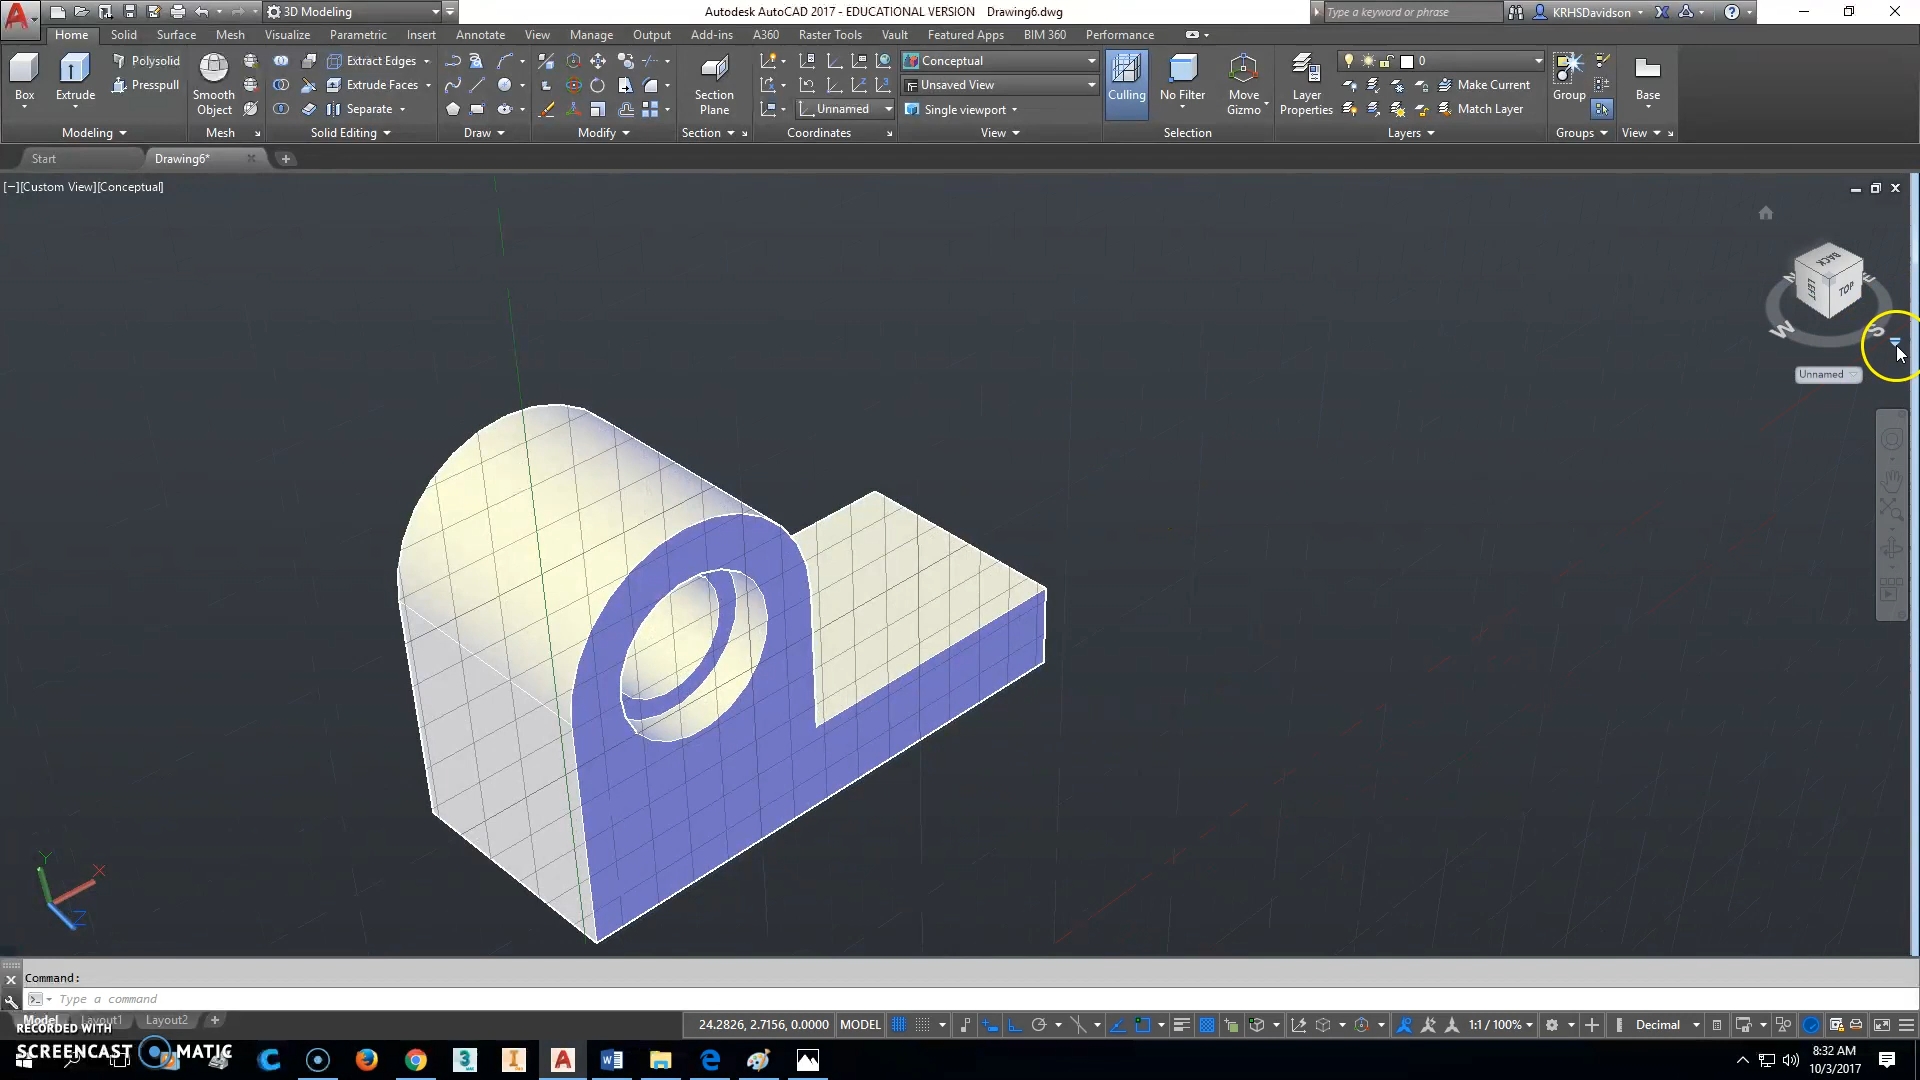 3D Modeling
Autodesk AutoCAD 2017 - EDUCATIONAL VERSION Drawing6.dwg
Type a keyword or phrase
KRHSDavidson
Home Solid Surface Mesh Visualize Parametric Insert Annotate View Manage Output Add-ins A360 Raster Tools Vault Featured Apps BIM 360 Performance
Box
Extrude
Polysolid
Presspull
Smooth
Object
Extract Edges
Extrude Faces
Separate
Section
Plane
Unnamed
Conceptual
Unsaved View
Single viewport
Culling
No Filter
Move
Gizmo
Layer
Properties
0
Make Current
Match Layer
Group
Base
Modeling Mesh Solid Editing Draw Modify Section Coordinates View Selection Layers Groups View
Start Drawing6*
[−][Custom View][Conceptual]
BACK
LEFT
TOP
N
E
W
S
Unnamed
Y
X
Z
Command:
Type a command
Model Layout1 Layout2
24.2826, 2.7156, 0.0000 MODEL
1:1 / 100%
Decimal
RECORDED WITH
SCREENCAST MATIC
8:32 AM
10/3/2017